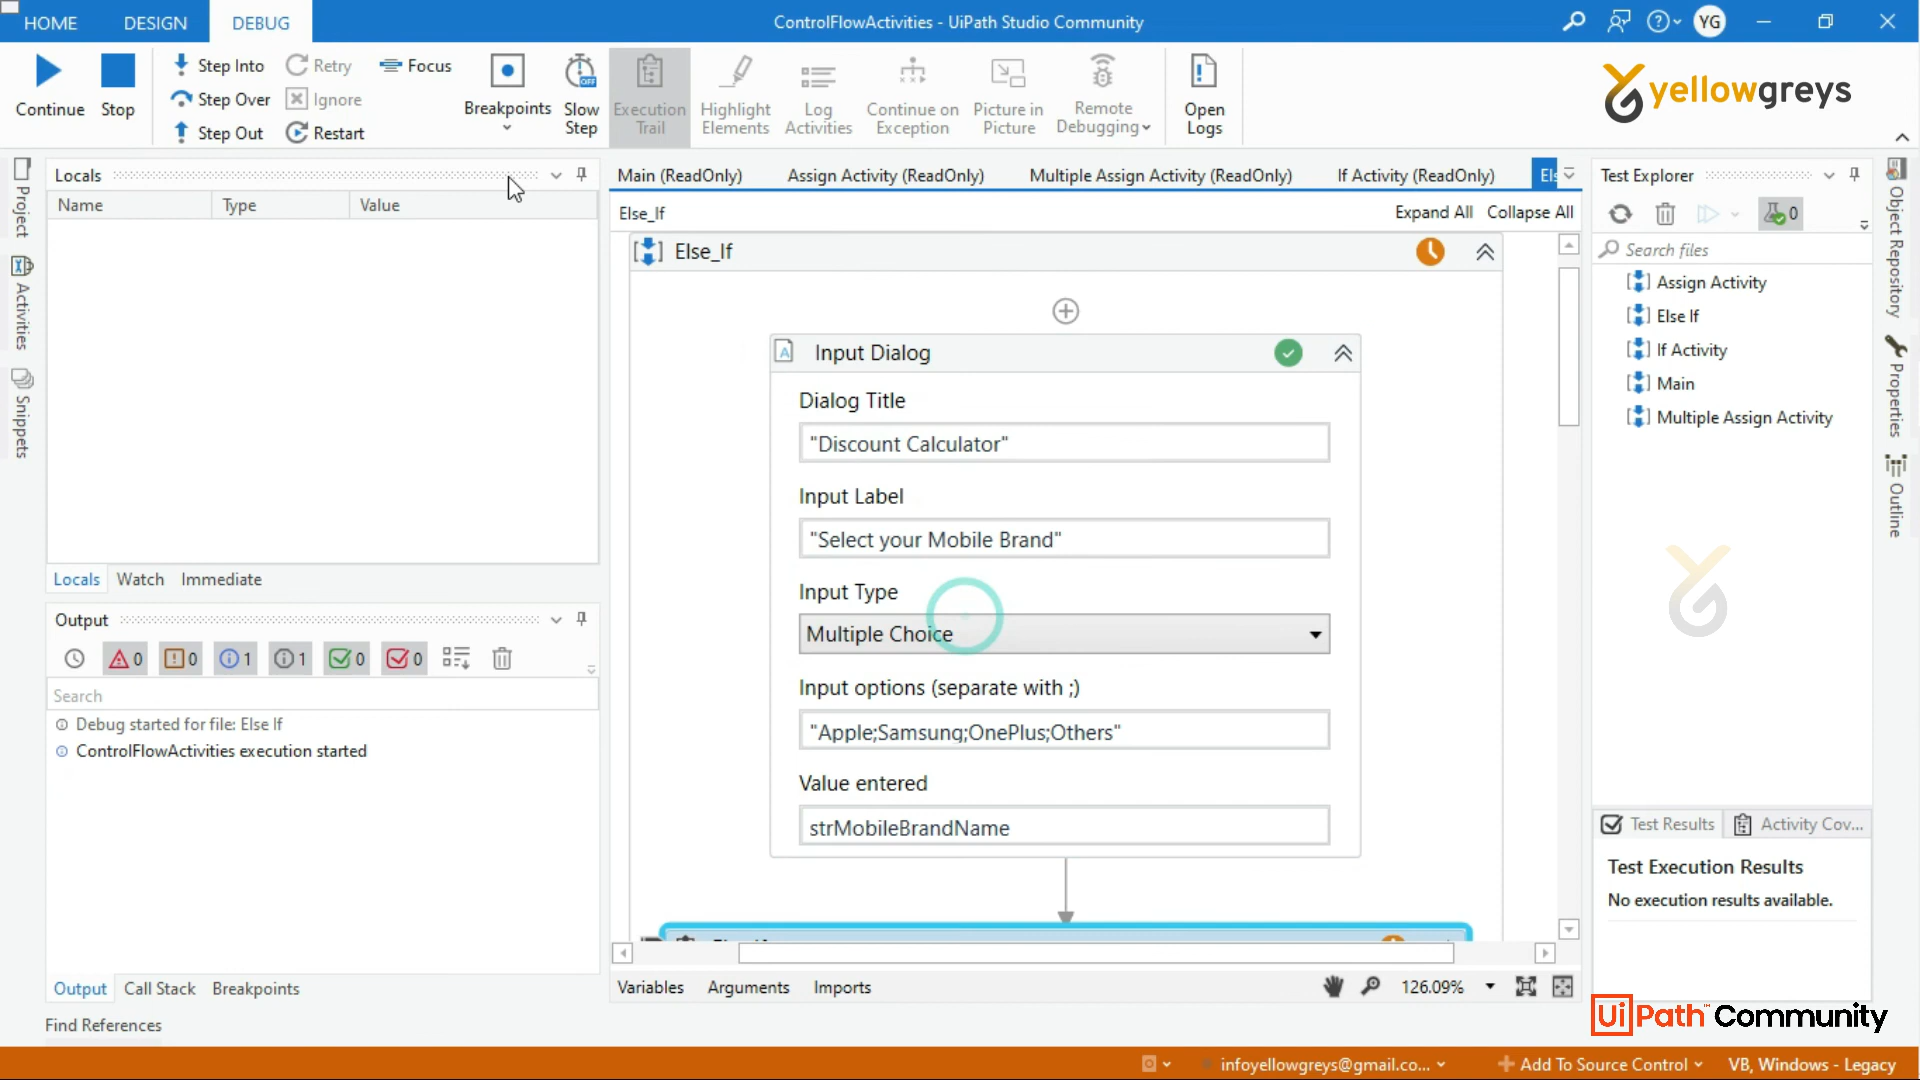 HOME DESIGN DEBUG ControlFlowActivities - UiPath Studio Community YG
Continue Stop Step Into Retry Focus
Step Over Ignore
Step Out Restart
Breakpoints Slow Step Execution Trail Highlight Elements Log Activities Continue on Exception Picture in Picture Remote Debugging Open Logs
OFF
yellowgreys
Project
Activities
Snippets
Locals
Name Type Value
Locals Watch Immediate
Output
0 0 1 1 0 0
Search
Debug started for file: Else If
ControlFlowActivities execution started
Output Call Stack Breakpoints
Find References
Main (ReadOnly) Assign Activity (ReadOnly) Multiple Assign Activity (ReadOnly) If Activity (ReadOnly) Els
Else_If Expand All Collapse All
Else_If
Input Dialog
Dialog Title
"Discount Calculator"
Input Label
"Select your Mobile Brand"
Input Type
Multiple Choice
Input options (separate with ;)
"Apple;Samsung;OnePlus;Others"
Value entered
strMobileBrandName
Variables Arguments Imports 126.09%
Test Explorer
0
Search files
Assign Activity
Else If
If Activity
Main
Multiple Assign Activity
Test Results Activity Cov...
Test Execution Results
No execution results available.
Object Repository
Properties
Outline
UiPath™ Community
infoyellowgreys@gmail.co... Add To Source Control VB, Windows - Legacy